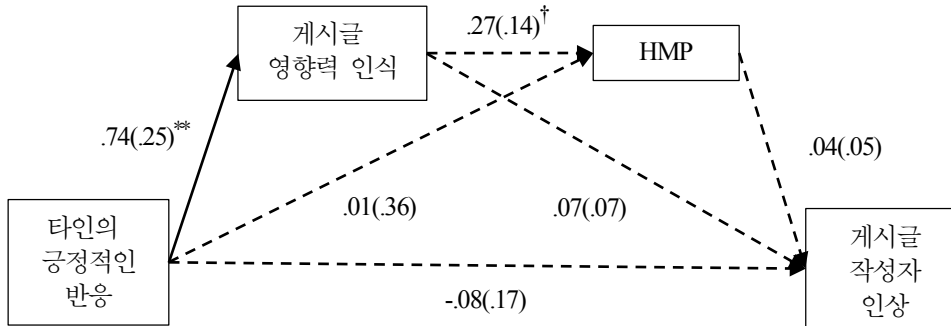 게시글
영향력 인식
.27(.14)†
HMP
.74(.25)**
.04(.05)
.01(.36)
.07(.07)
타인의
긍정적인
반응
게시글
작성자
인상
-.08(.17)